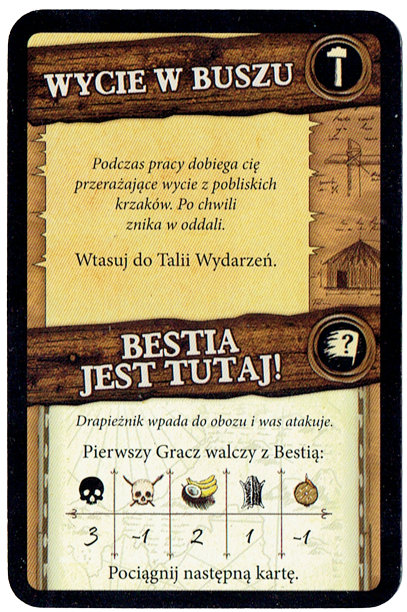 WYCIE W BUSZU
Podczas pracy dobiega cię
przerażające wycie z pobliskich
krzaków. Po chwili
znika w oddali.
Wtasuj do Talii Wydarzeń.
?
BESTIA
JEST TUTAJ!
Drapieżnik wpada do obozu i was atakuje.
Pierwszy Gracz walczy z Bestią:
3 -1 2 1 -1
Pociągnij następną kartę.